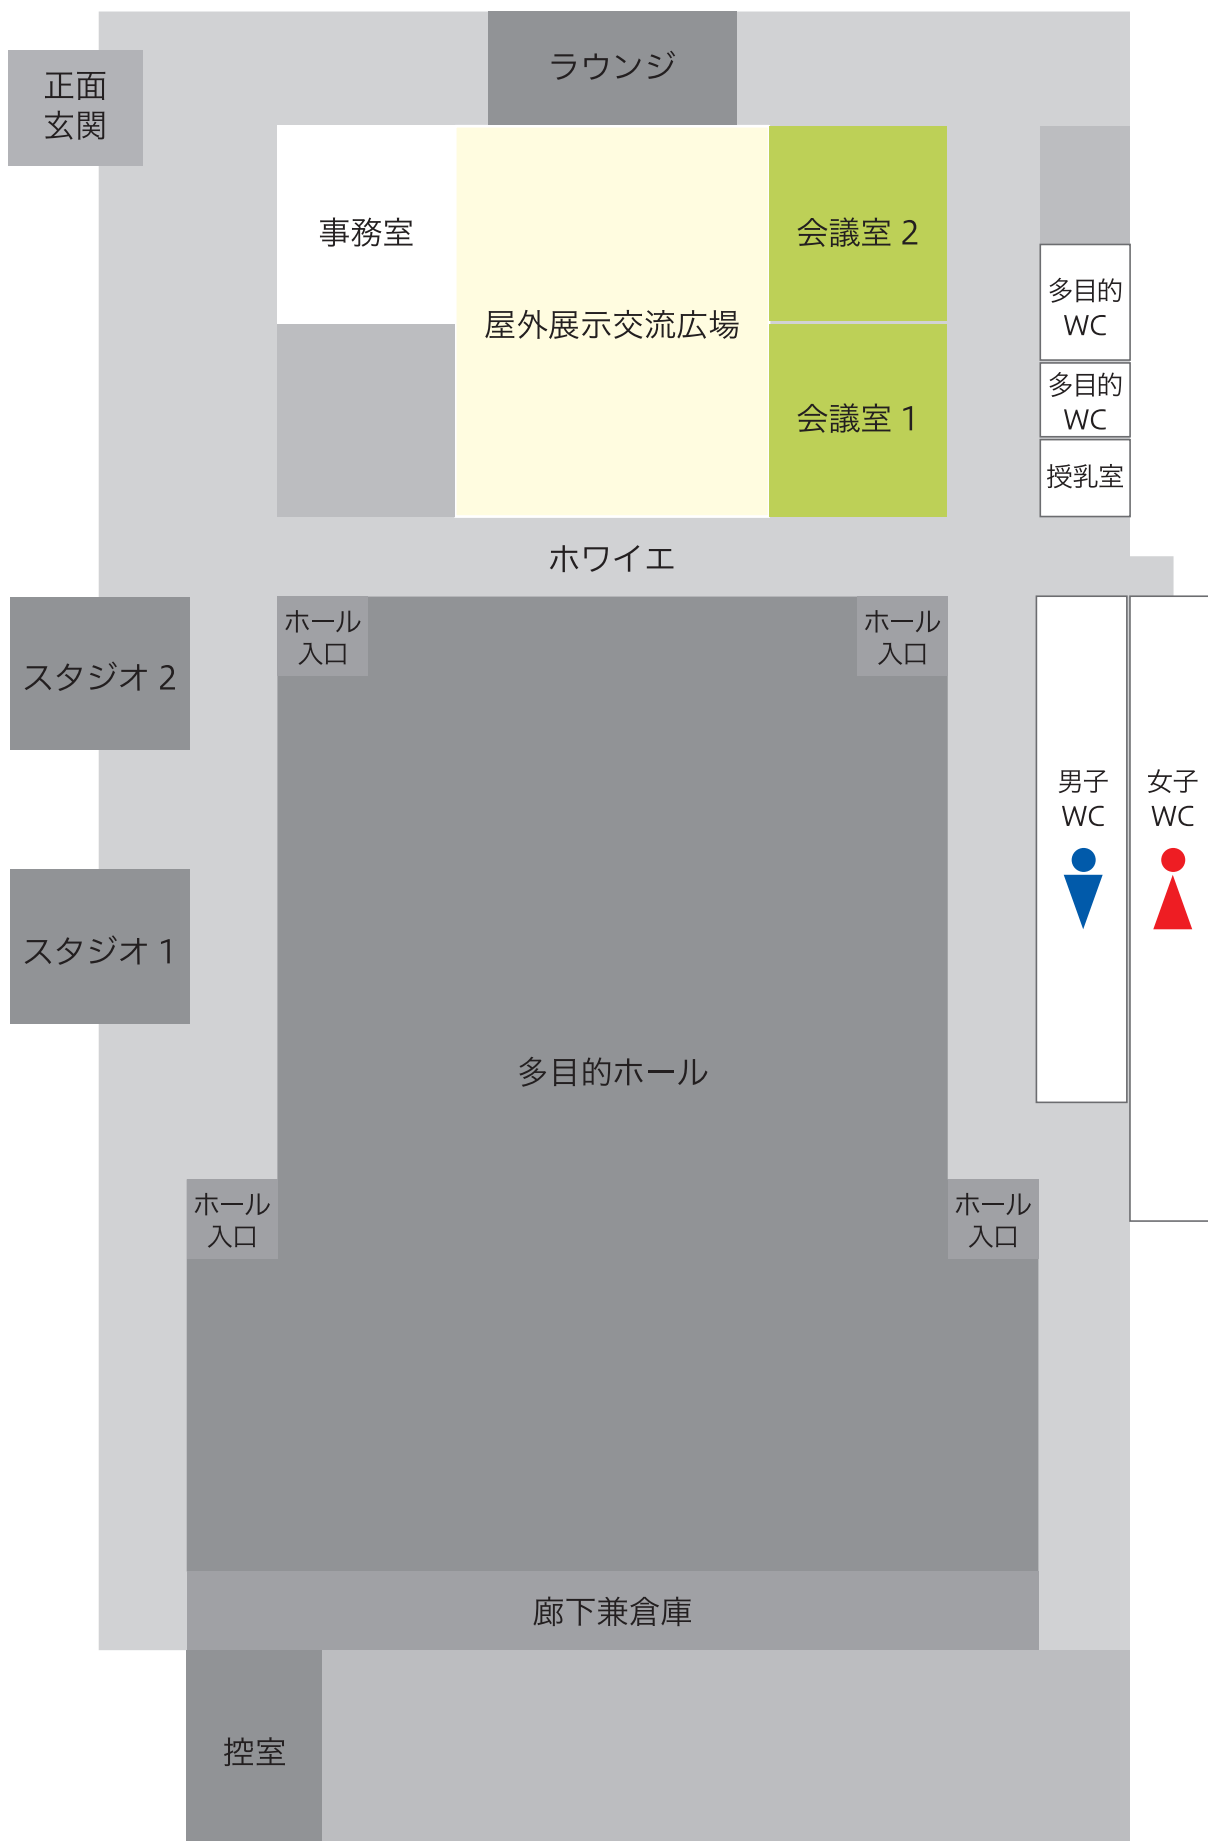 ラウンジ
正面
玄関
事務室
会議室 2
多目的
WC
屋外展示交流広場
多目的
WC
会議室 1
授乳室
ホワイエ
ホール
入口
ホール
入口
スタジオ 2
男子
WC
女子
WC
スタジオ 1
多目的ホール
ホール
入口
ホール
入口
廊下兼倉庫
控室